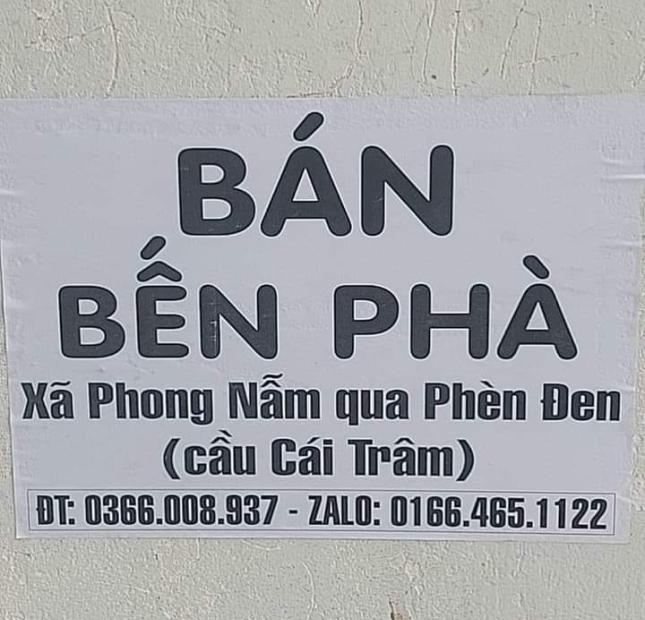 BÁN
BẾN PHÀ
Xã Phong Nẫm qua Phèn Đen
(cầu Cái Trâm)
ĐT: 0366.008.937 - ZALO: 0166.465.1122